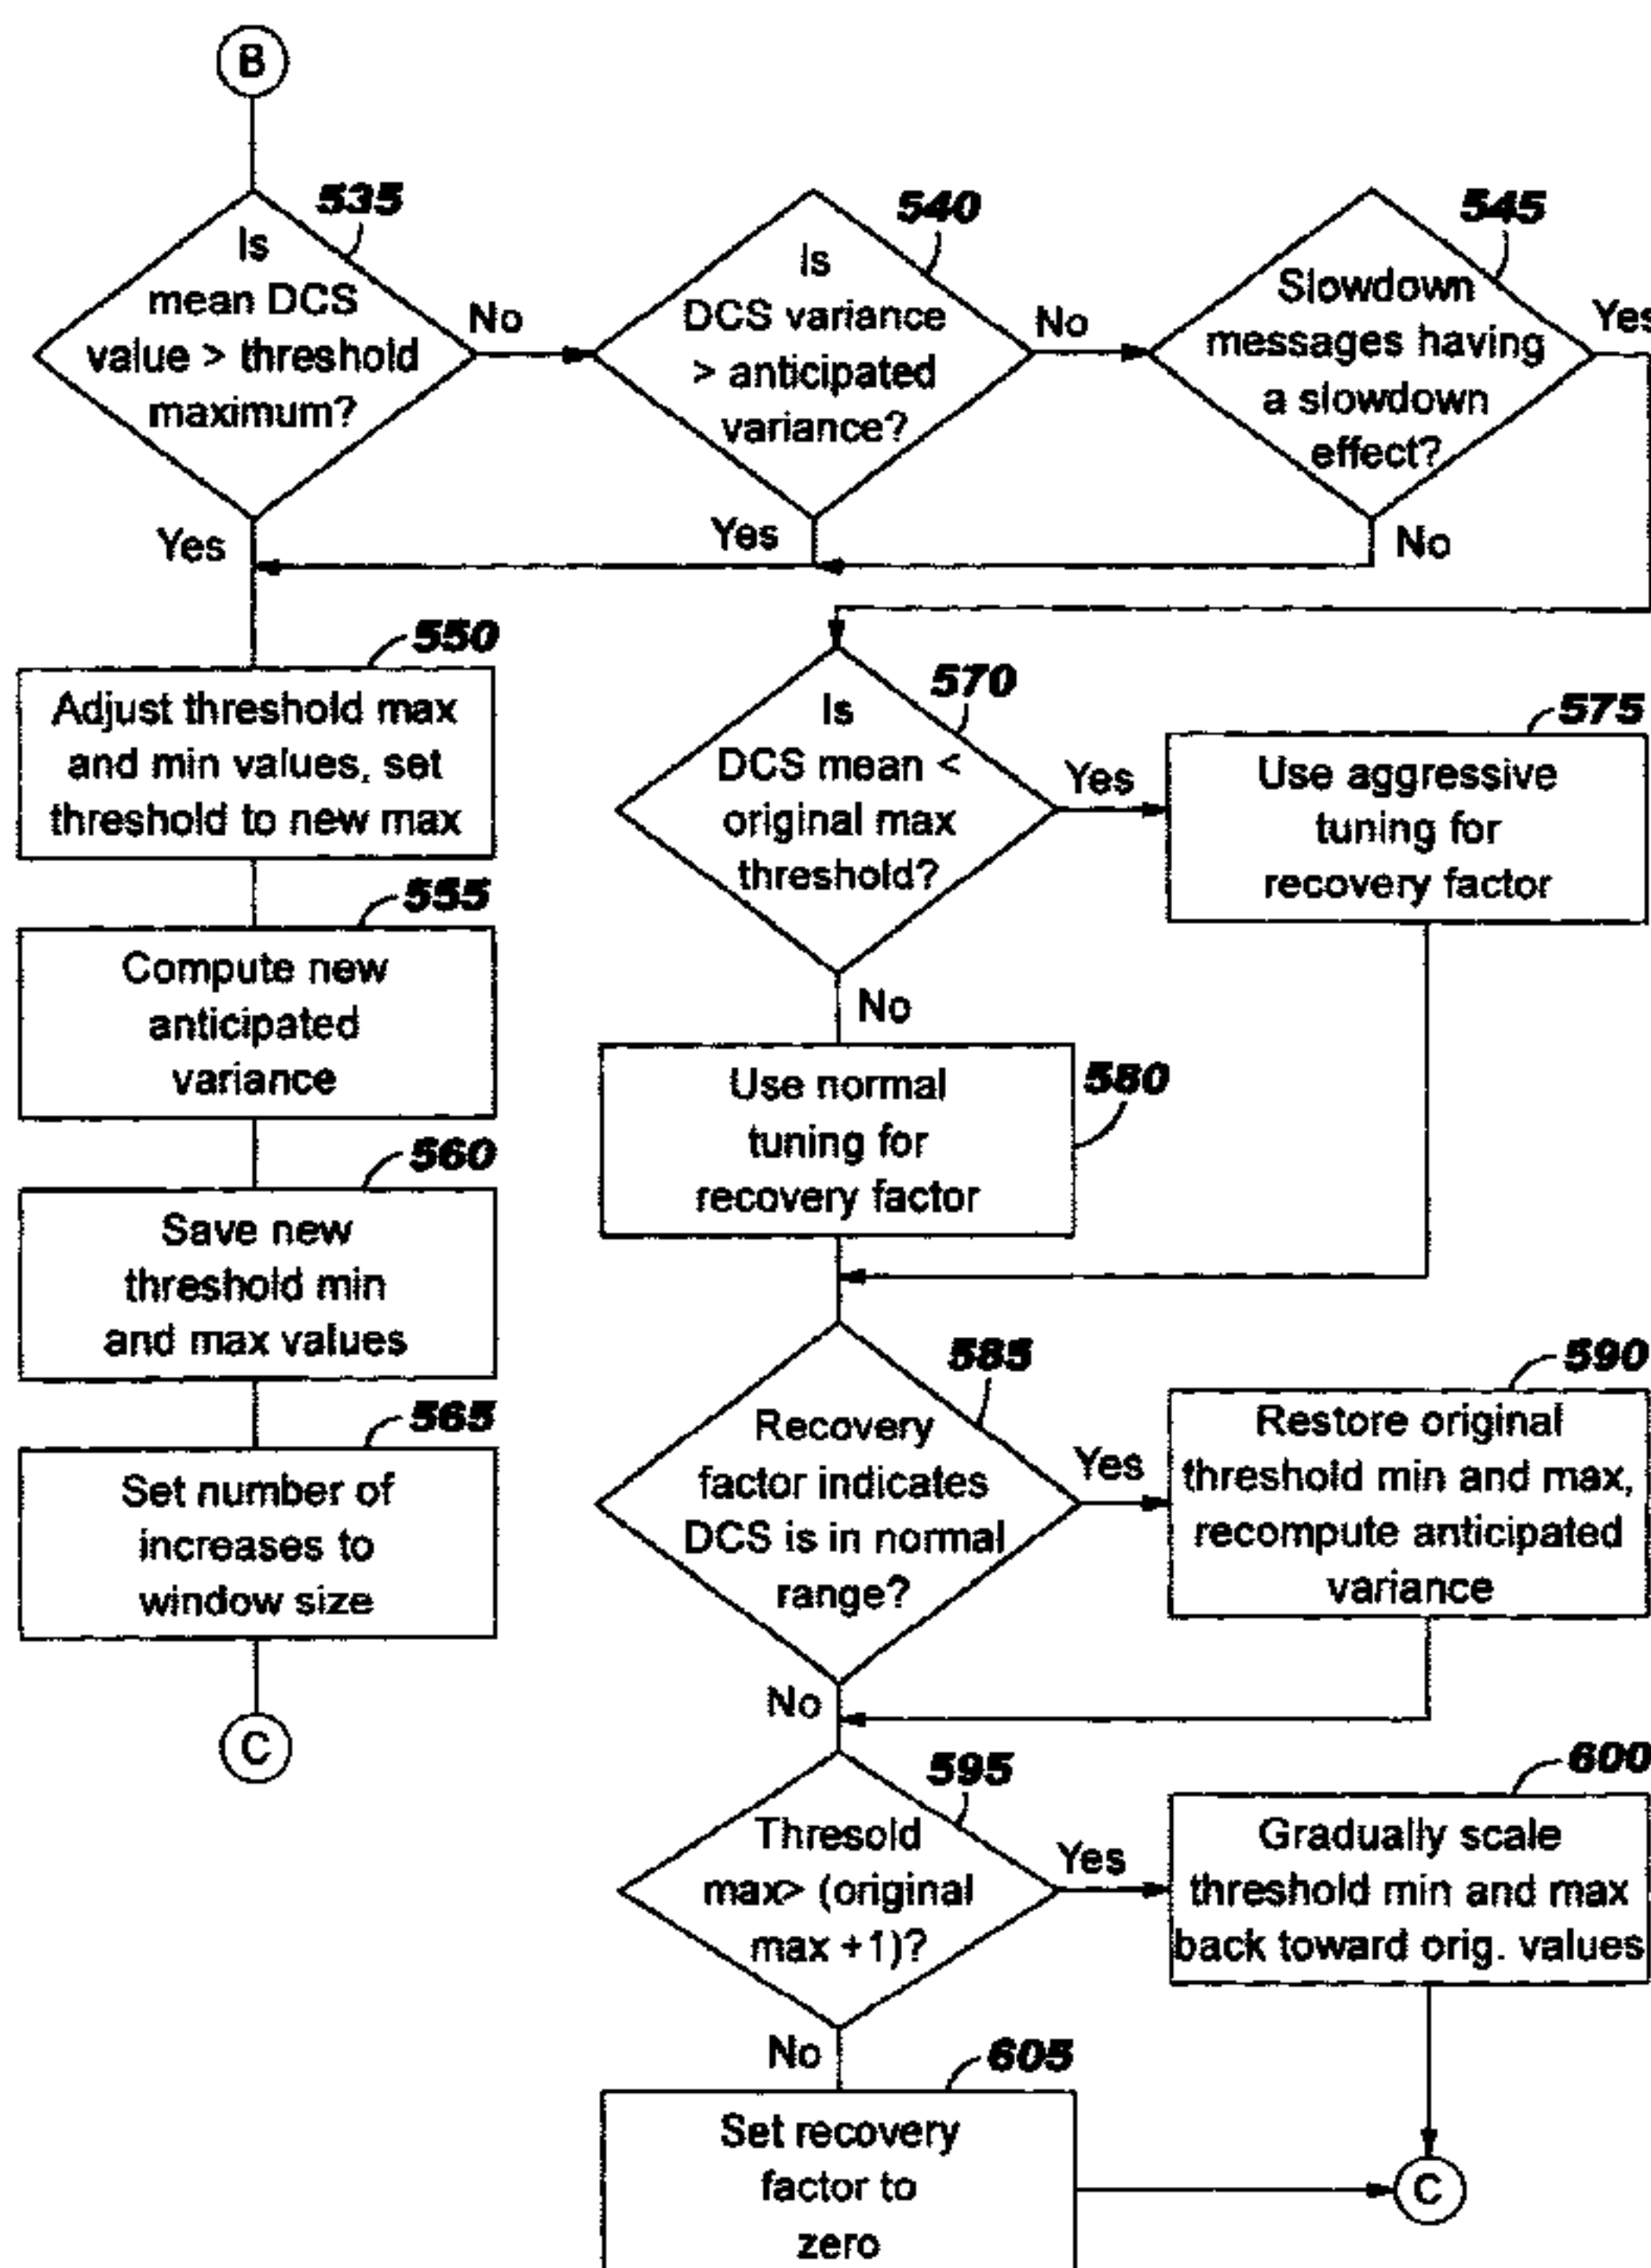 B
535
Is
mean DCS
value > threshold
maximum?
No
540
Is
DCS variance
> anticipated
variance?
No
545
Slowdown
messages having
a slowdown
effect?
Yes
Yes
Yes
No
550
Adjust threshold max
and min values, set
threshold to new max
555
Compute new
anticipated
variance
560
Save new
threshold min
and max values
565
Set number of
increases to
window size
C
570
Is
DCS mean <
original max
threshold?
Yes
575
Use aggressive
tuning for
recovery factor
No
580
Use normal
tuning for
recovery factor
585
Recovery
factor indicates
DCS is in normal
range?
Yes
590
Restore original
threshold min and max,
recompute anticipated
variance
No
595
Thresold
max> (original
max +1)?
Yes
600
Gradually scale
threshold min and max
back toward orig. values
No
605
Set recovery
factor to
zero
C